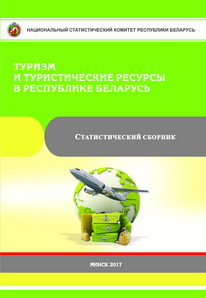 НАЦИОНАЛЬНЫЙ СТАТИСТИЧЕСКИЙ КОМИТЕТ РЕСПУБЛИКИ БЕЛАРУСЬ
ТУРИЗМ
И ТУРИСТИЧЕСКИЕ РЕСУРСЫ
В РЕСПУБЛИКЕ БЕЛАРУСЬ
СТАТИСТИЧЕСКИЙ СБОРНИК
МИНСК 2017